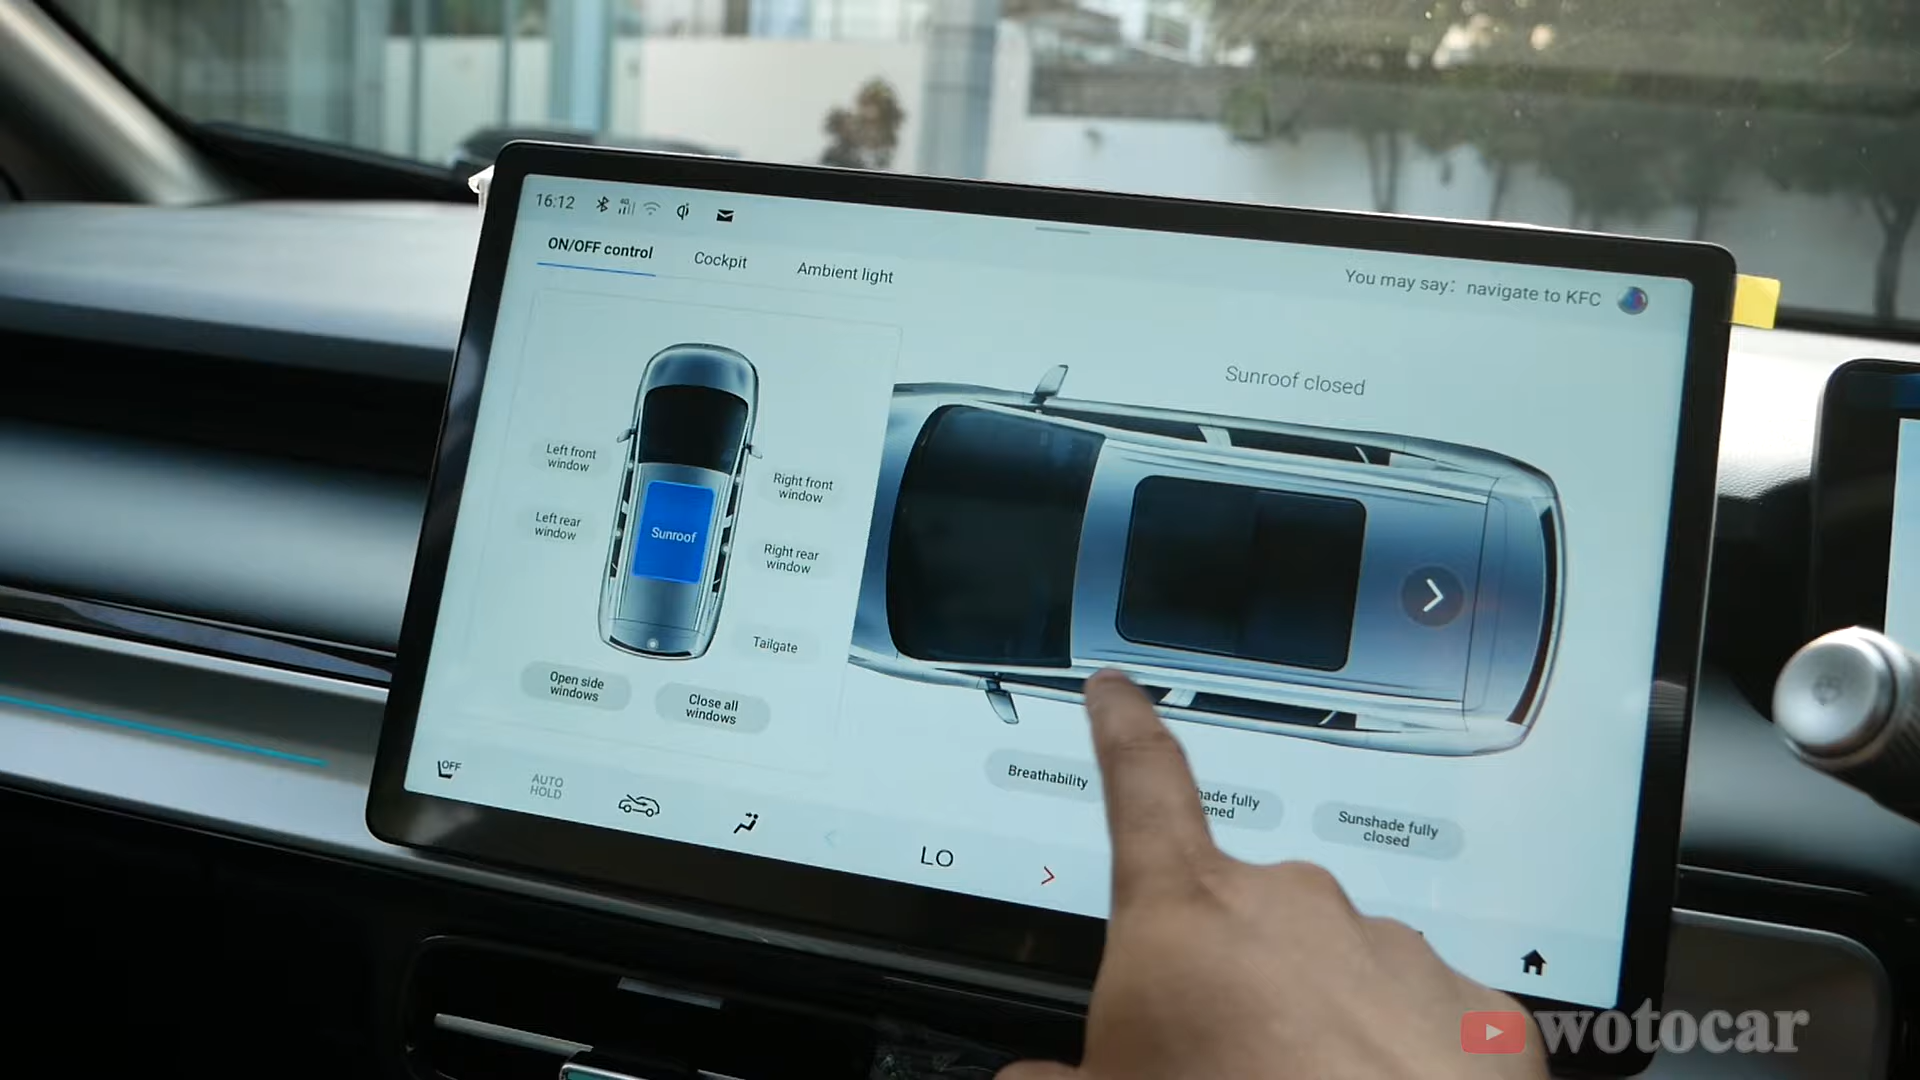 16:12
4G
ON/OFF control
Cockpit
Ambient light
You may say: navigate to KFC
Left front
window
Left rear
window
Sunroof
Right front
window
Right rear
window
Tailgate
Open side
windows
Close all
windows
Sunroof closed
Breathability
fully
Sunshade fully
closed
OFF
AUTO
HOLD
LO
wotocar